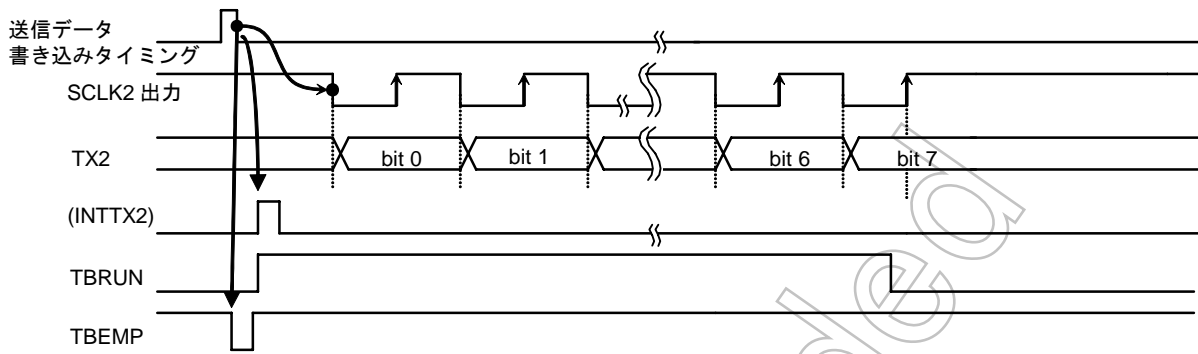 送信データ
書き込みタイミング
SCLK2 出力
TX2
bit 0
bit 1
bit 6
bit 7
(INTTX2)
TBRUN
TBEMP
ded